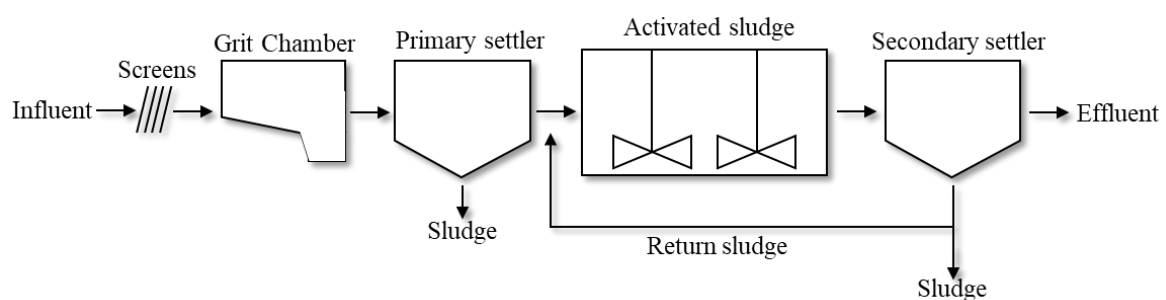 Influent
Screens
Grit Chamber
Primary settler
Sludge
Activated sludge
Return sludge
Secondary settler
Sludge
Effluent